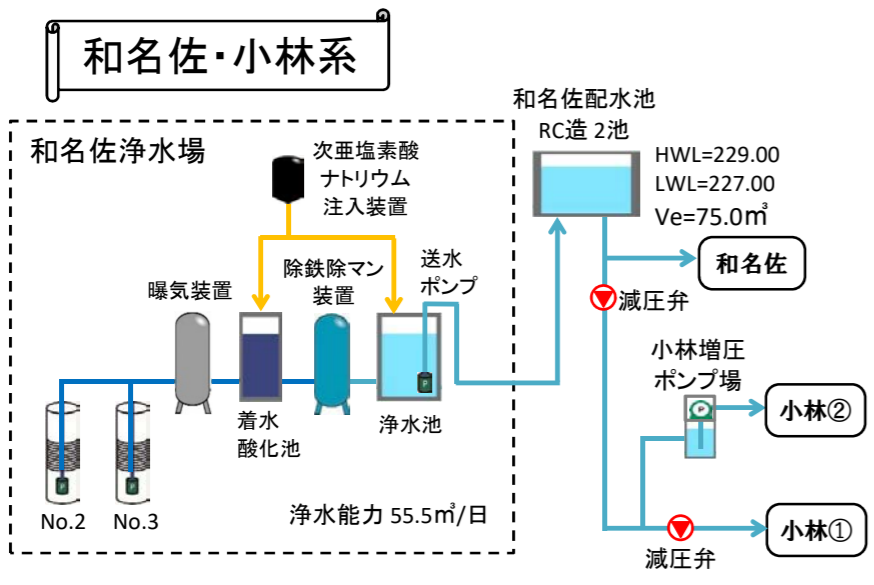 和名佐・小林系
和名佐浄水場
次亜塩素酸
ナトリウム
注入装置
曝気装置
除鉄除マン
装置
送水
ポンプ
着水
酸化池
浄水池
P
P
P
No.2
No.3
浄水能力 55.5㎥/日
和名佐配水池
RC造 2池
HWL=229.00
LWL=227.00
Ve=75.0㎥
和名佐
減圧弁
小林増圧
ポンプ場
P
小林②
小林①
減圧弁